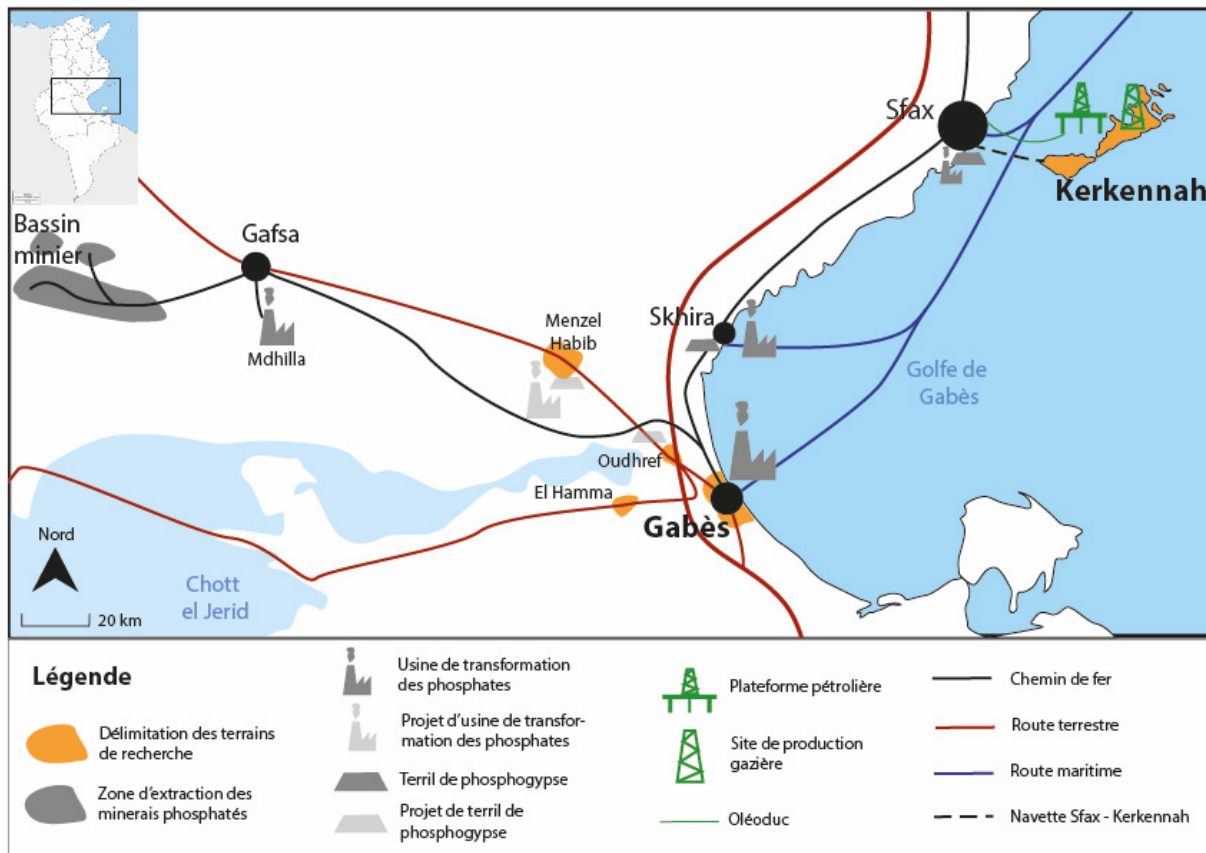 Sfax
Kerkennah
Bassin
minier
Gafsa
Mdhilla
Menzel
Habib
Skhira
Golfe de
Gabès
Oudhref
El Hamma
Gabès
Nord
Chott
el Jerid
20 km
Légende
Délimitation des terrains
de recherche
Zone d'extraction des
minerais phosphatés
Usine de transformation
des phosphates
Projet d'usine de transfor-
mation des phosphates
Terril de phosphogypse
Projet de terril de
phosphogypse
Plateforme pétrolière
Site de production
gazière
Oléoduc
Chemin de fer
Route terrestre
Route maritime
Navette Sfax - Kerkennah